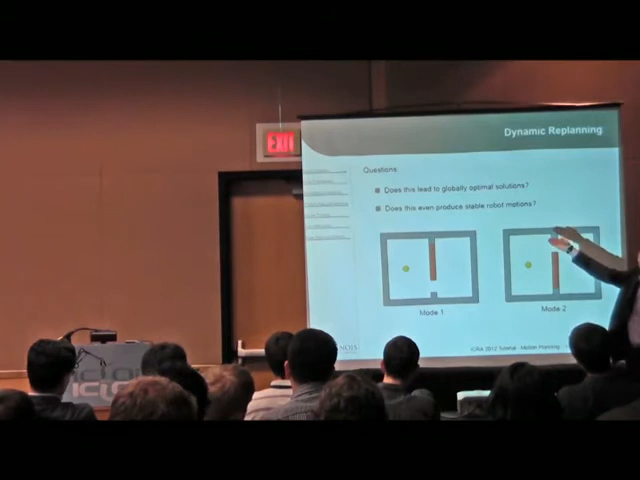 EXIT
Dynamic Replanning
Questions:
Does this lead to globally optimal solutions?
Does this even produce stable robot motions?
Mode 1
Mode 2
ICRA 2012 Tutorial - Motion Planning